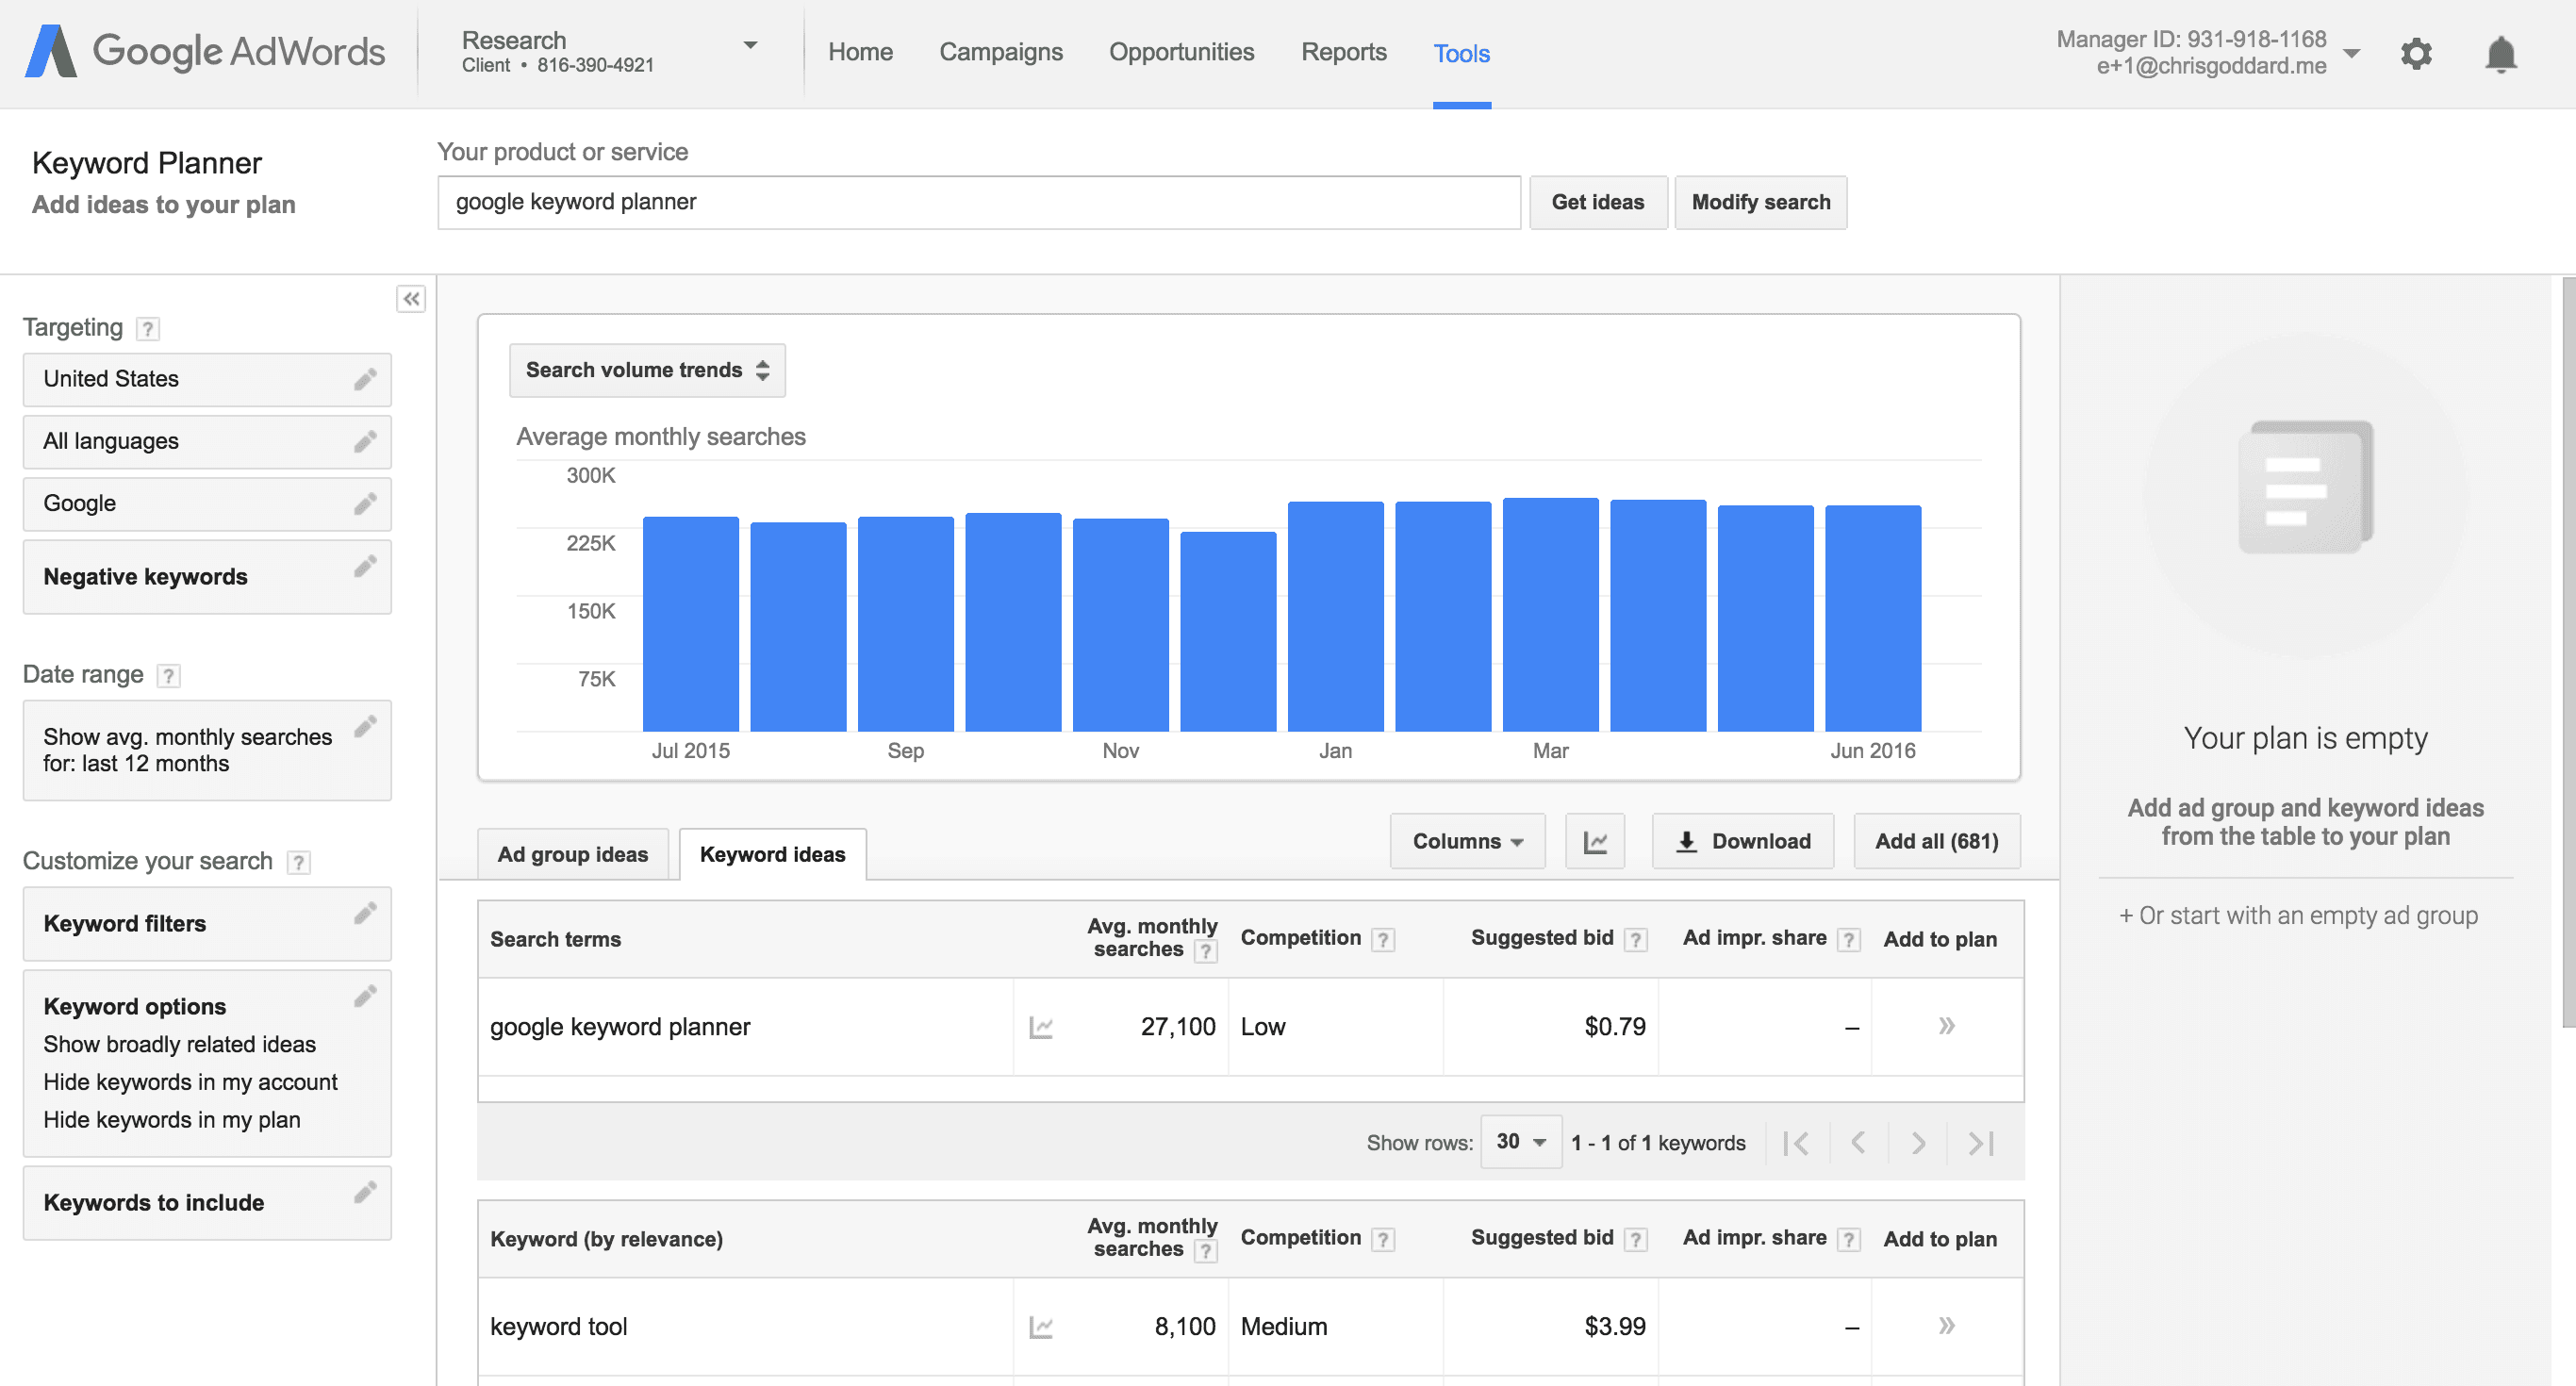 Google AdWords
Research
Client • 816-390-4921
Home
Campaigns
Opportunities
Reports
Tools
Manager ID: 931-918-1168
e+1@chrisgoddard.me
Keyword Planner
Add ideas to your plan
Your product or service
google keyword planner
Get ideas
Modify search
Targeting ?
United States
All languages
Google
Negative keywords
Date range ?
Show avg. monthly searches
for: last 12 months
Customize your search ?
Keyword filters
Keyword options
Show broadly related ideas
Hide keywords in my account
Hide keywords in my plan
Keywords to include
Search volume trends
Average monthly searches
300K
225K
150K
75K
Jul 2015 Sep Nov Jan Mar Jun 2016
Ad group ideas
Keyword ideas
Columns
Download
Add all (681)
Search terms
Avg. monthly
searches ?
Competition ?
Suggested bid ?
Ad impr. share ?
Add to plan
google keyword planner 27,100 Low $0.79 – »
Show rows: 30 1 - 1 of 1 keywords
Keyword (by relevance)
Avg. monthly
searches ?
Competition ?
Suggested bid ?
Ad impr. share ?
Add to plan
keyword tool 8,100 Medium $3.99 – »
Your plan is empty
Add ad group and keyword ideas
from the table to your plan
+ Or start with an empty ad group